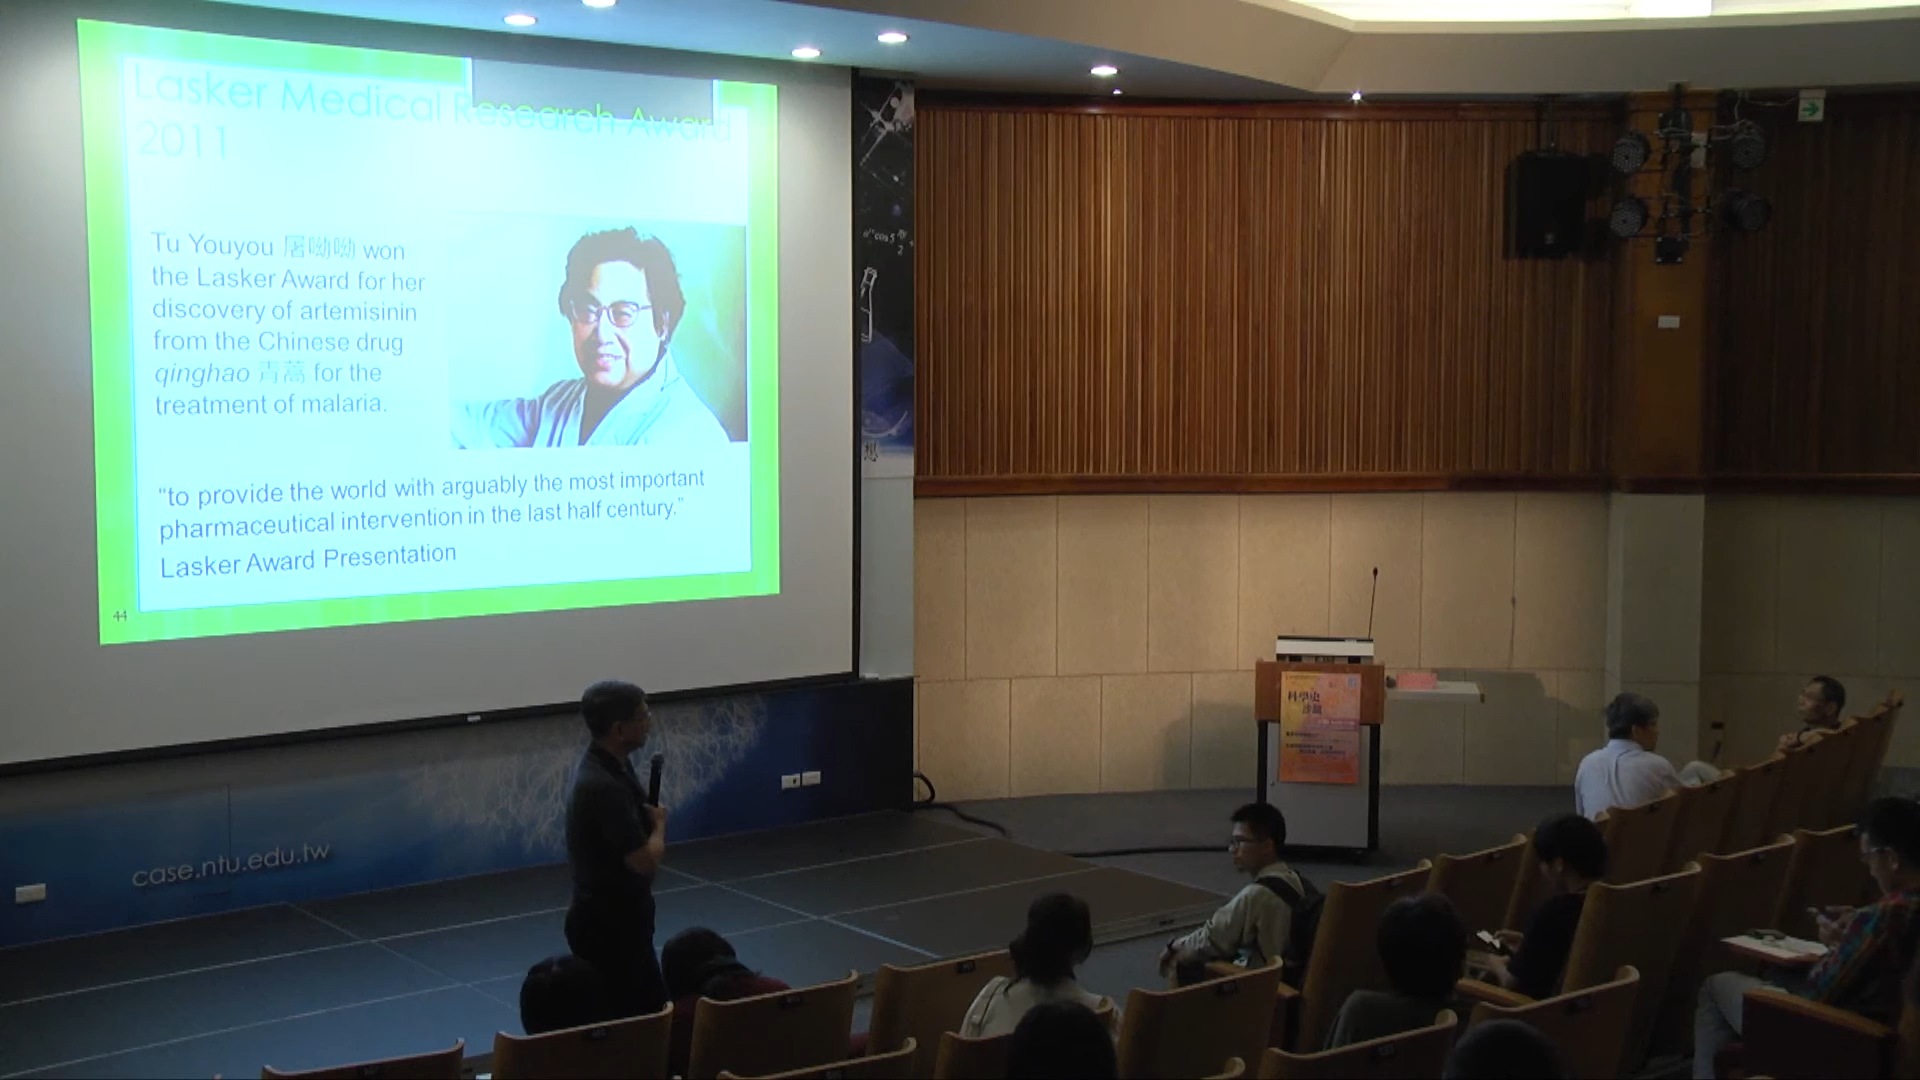 Lasker Medical Research Award
2011
Tu Youyou 屠呦呦 won
the Lasker Award for her
discovery of artemisinin
from the Chinese drug
qinghao 青蒿 for the
treatment of malaria.
“to provide the world with arguably the most important
pharmaceutical intervention in the last half century.”
Lasker Award Presentation
44
想
case.ntu.edu.tw
科學史
沙龍